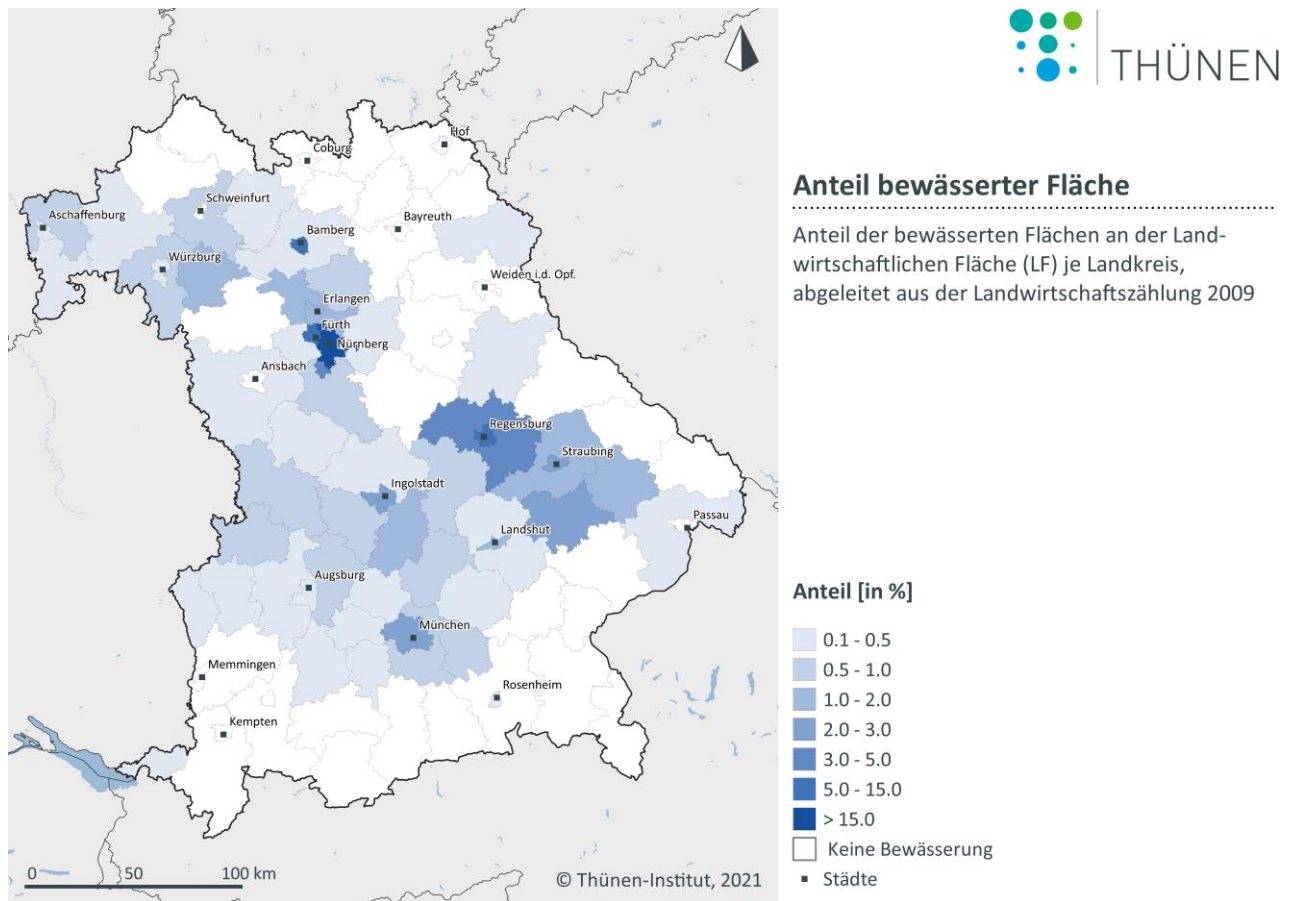 THÜNEN
Anteil bewässerter Fläche
Anteil der bewässerten Flächen an der Land-
wirtschaftlichen Fläche (LF) je Landkreis,
abgeleitet aus der Landwirtschaftszählung 2009
Hof
Coburg
Schweinfurt
Aschaffenburg
Bayreuth
Bamberg
Würzburg
Weiden i.d. Opf.
Erlangen
Fürth
Nürnberg
Ansbach
Regensburg
Straubing
Ingolstadt
Passau
Landshut
Augsburg
München
Memmingen
Rosenheim
Kempten
0 50 100 km
© Thünen-Institut, 2021
Anteil [in %]
0.1 - 0.5
0.5 - 1.0
1.0 - 2.0
2.0 - 3.0
3.0 - 5.0
5.0 - 15.0
> 15.0
Keine Bewässerung
Städte